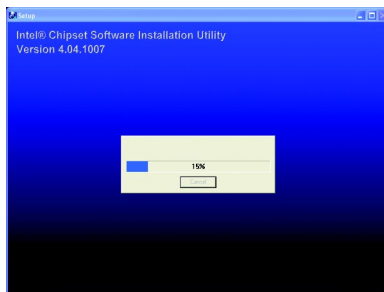 Setup
Intel® Chipset Software Installation Utility
Version 4.04.1007
15%
Cancel